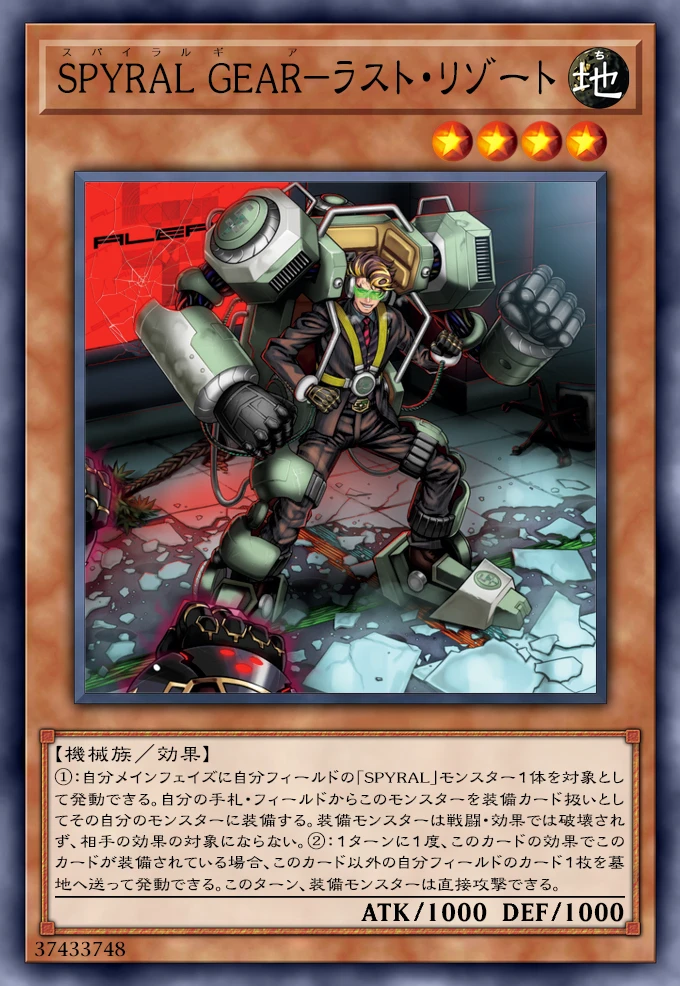 スパイラルギア
SPYRAL GEAR－ラスト・リゾート
ち
地
ALEF
【機械族／効果】
①：自分メインフェイズに自分フィールドの「SPYRAL」モンスター１体を対象とし
て発動できる。自分の手札・フィールドからこのモンスターを装備カード扱いとし
てその自分のモンスターに装備する。装備モンスターは戦闘・効果では破壊され
ず、相手の効果の対象にならない。②：１ターンに１度、このカードの効果でこの
カードが装備されている場合、このカード以外の自分フィールドのカード１枚を墓
地へ送って発動できる。このターン、装備モンスターは直接攻撃できる。
ATK/1000 DEF/1000
37433748